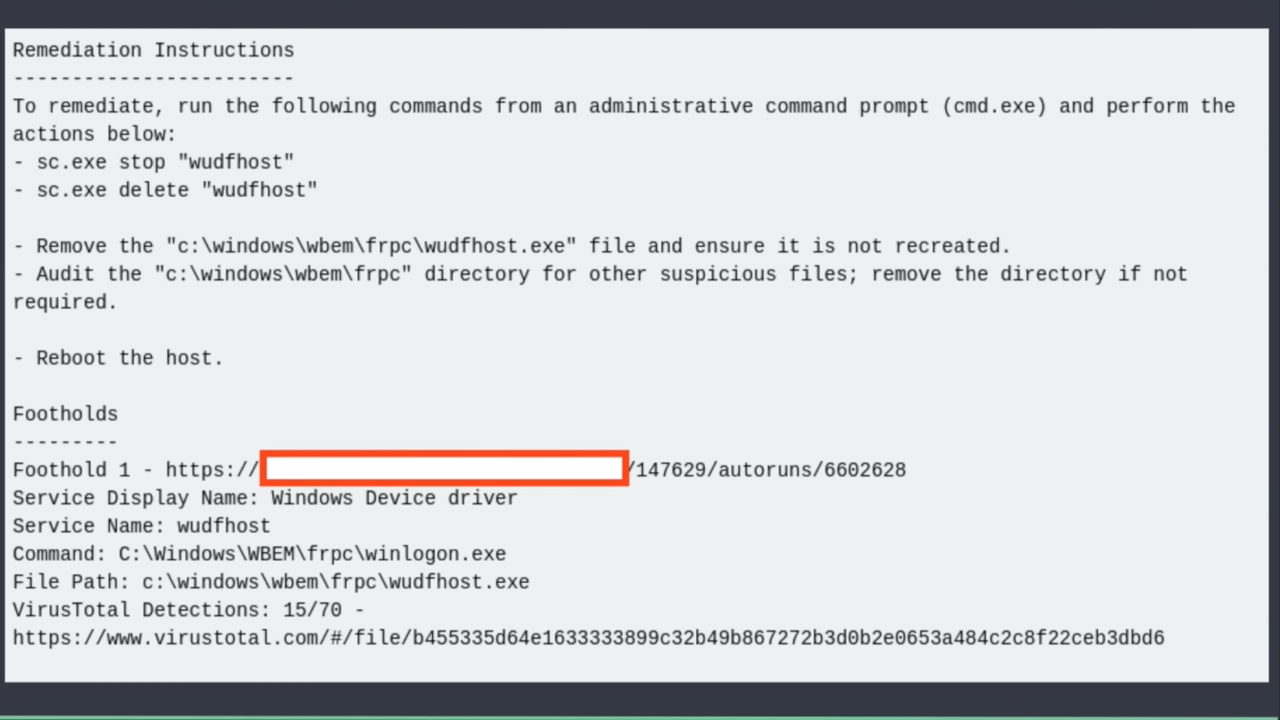 Remediation Instructions
------------------------
To remediate, run the following commands from an administrative command prompt (cmd.exe) and perform the
actions below:
- sc.exe stop "wudfhost"
- sc.exe delete "wudfhost"
- Remove the "c:\windows\wbem\frpc\wudfhost.exe" file and ensure it is not recreated.
- Audit the "c:\windows\wbem\frpc" directory for other suspicious files; remove the directory if not
required.
- Reboot the host.
Footholds
---------
Foothold 1 - https:// /147629/autoruns/6602628
Service Display Name: Windows Device driver
Service Name: wudfhost
Command: C:\Windows\WBEM\frpc\winlogon.exe
File Path: c:\windows\wbem\frpc\wudfhost.exe
VirusTotal Detections: 15/70 -
https://www.virustotal.com/#/file/b455335d64e1633333899c32b49b867272b3d0b2e0653a484c2c8f22ceb3dbd6